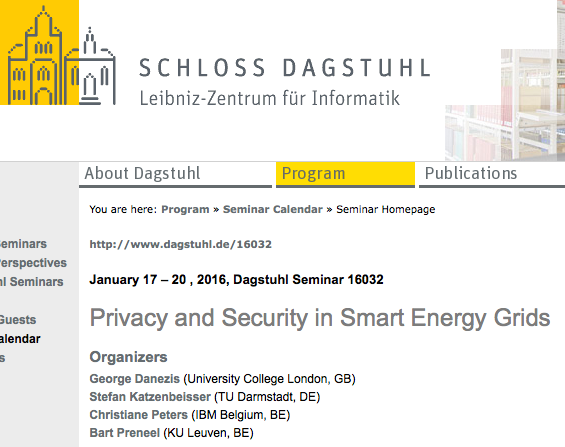 SCHLOSS DAGSTUHL
Leibniz-Zentrum für Informatik
About Dagstuhl
Program
Publications
You are here: Program » Seminar Calendar » Seminar Homepage
http://www.dagstuhl.de/16032
January 17 – 20 , 2016, Dagstuhl Seminar 16032
Privacy and Security in Smart Energy Grids
Organizers
George Danezis (University College London, GB)
Stefan Katzenbeisser (TU Darmstadt, DE)
Christiane Peters (IBM Belgium, BE)
Bart Preneel (KU Leuven, BE)
eminars
erspectives
hl Seminars
Guests
alendar
s